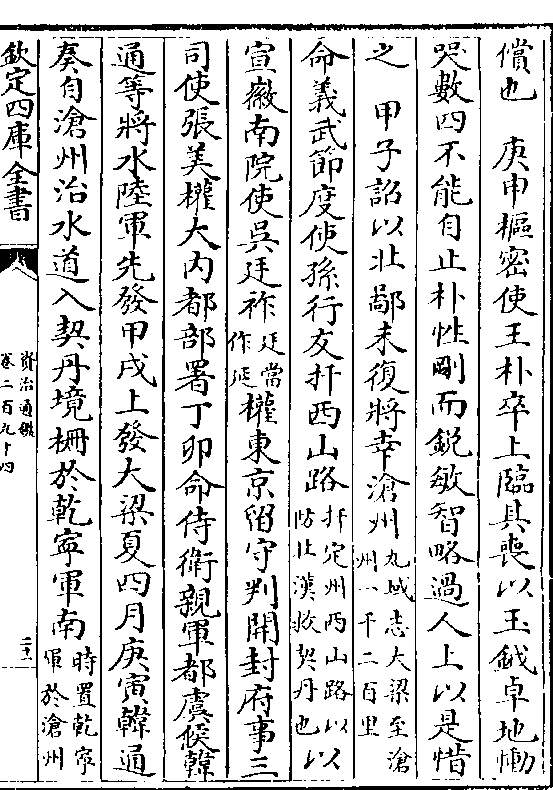 償也　庚申樞密使王朴卒上臨其喪以玉鉞卓地慟
哭數四不能自止朴性剛而鋭敏智略過人上以是惜
之　甲子詔以北鄙未復將幸滄州九域志大梁至滄州一千二百里
命義武節度使孫行友扞西山路扞定州西山路以防北漢救契丹也以
宣徽南院使吳廷祚廷當作延權東京留守判開封府事三
司使張美權大内都部署丁卯命侍衛親軍都虞候韓
通等將水陸軍先發甲戌上發大梁夏四月庚寅韓通
奏自滄州治水道入契丹境柵於乾寧軍南時置乾寧軍於滄州
欽定四庫全書
資治通鑑
卷二百九十四